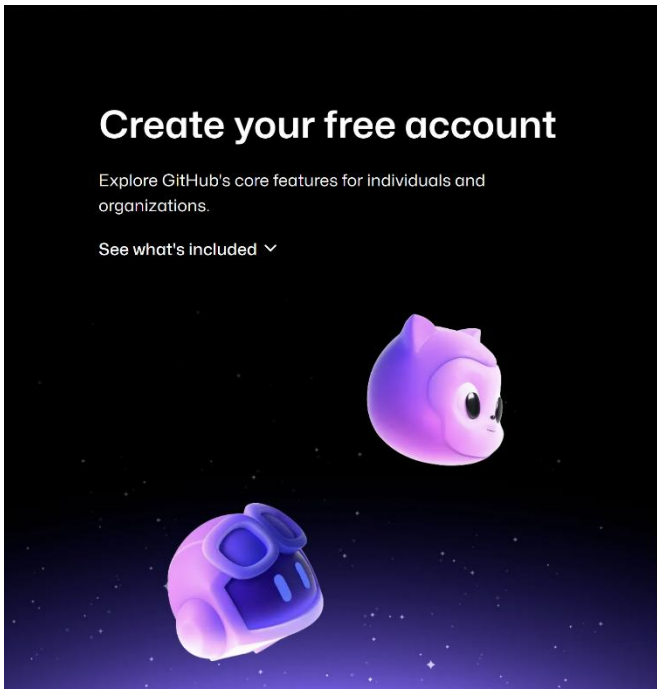 Create your free account
Explore GitHub's core features for individuals and
organizations.
See what's included